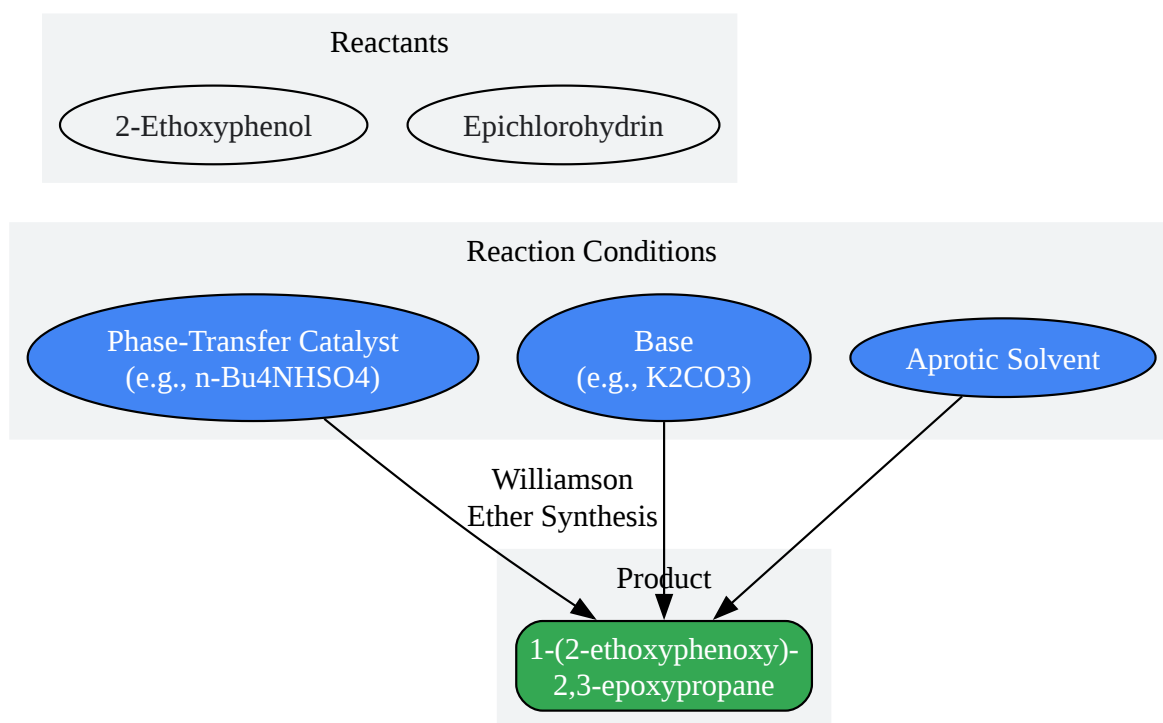 Reactants
2-Ethoxyphenol
Epichlorohydrin
Reaction Conditions
Phase-Transfer Catalyst
(e.g., n-Bu4NHSO4)
Base
(e.g., K2CO3)
Aprotic Solvent
Williamson
Ether Synthesis
Product
1-(2-ethoxyphenoxy)-
2,3-epoxypropane